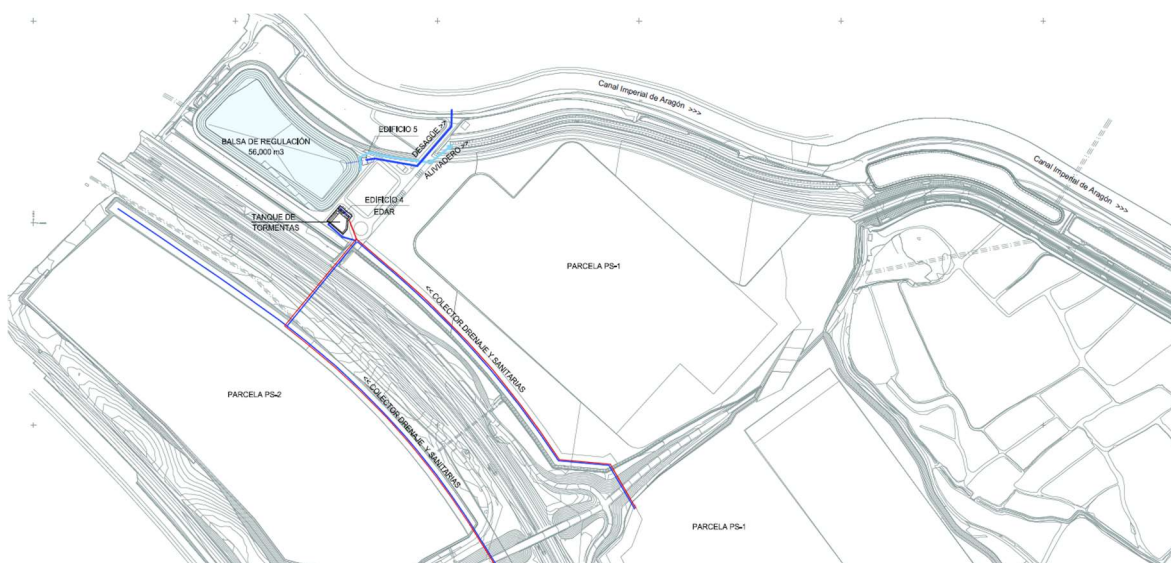 Canal Imperial de Aragón >>>
EDIFICIO 5
DESAGÜE >>
BALSA DE REGULACIÓN
56,000 m3
ALIVIADERO >>
Canal Imperial de Aragón >>>
EDIFICIO 4
EDAR
TANQUE DE
TORMENTAS
PARCELA PS-1
<< COLECTOR DRENAJE Y SANITARIAS
PARCELA PS-2
<< COLECTOR DRENAJE Y SANITARIAS
PARCELA PS-1